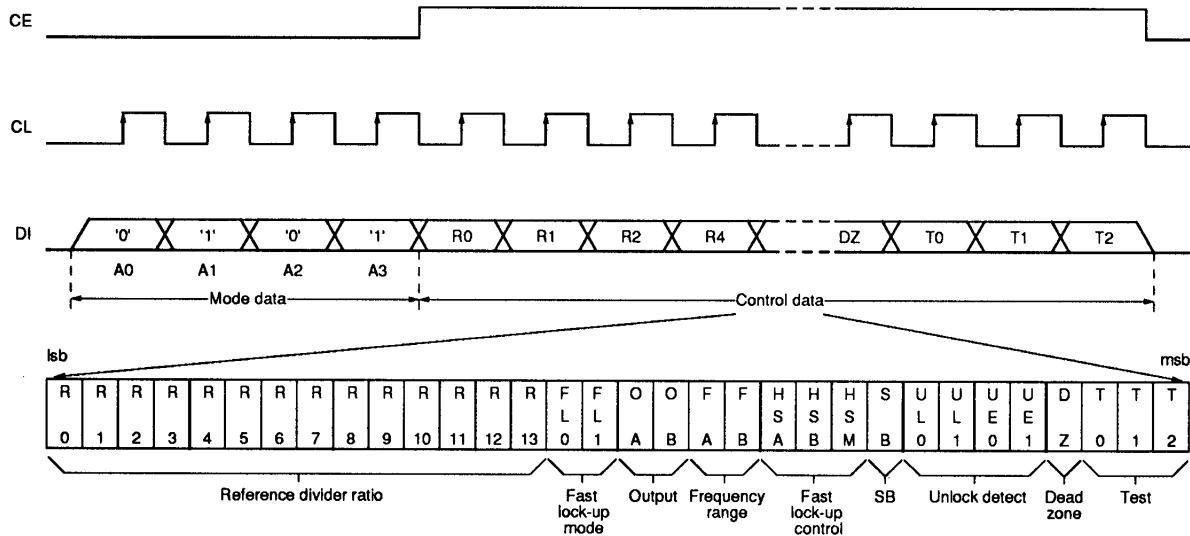 CE
CL
DI '0' '1' '0' '1' R0 R1 R2 R4 DZ T0 T1 T2
A0 A1 A2 A3
Mode data Control data
lsb msb
R R R R R R R R R R R R R R F F O O F F H H H S U U U U D T T T
L L S S S L L E E
0 1 2 3 4 5 6 7 8 9 10 11 12 13 0 1 A B A B A B M B 0 1 0 1 Z 0 1 2
Reference divider ratio Fast Output Frequency Fast SB Unlock detect Dead Test
lock-up range lock-up zone
mode control